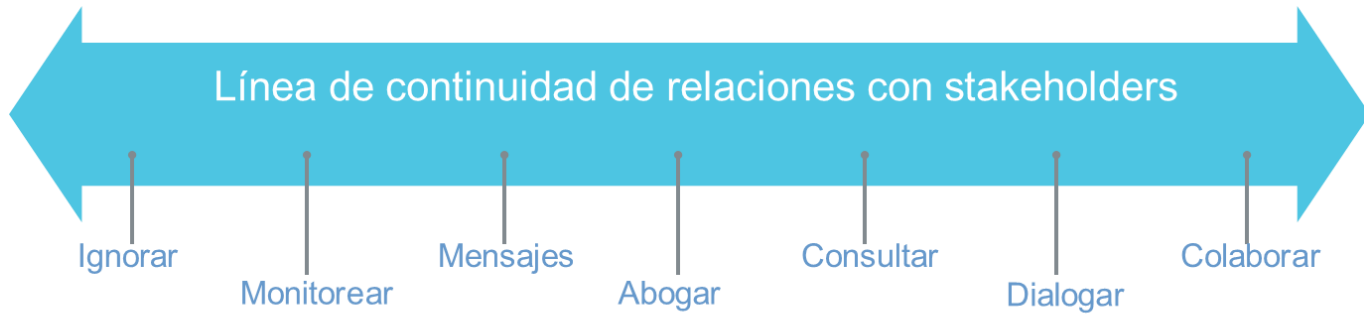 Línea de continuidad de relaciones con stakeholders
Ignorar
Monitorear
Mensajes
Abogar
Consultar
Dialogar
Colaborar